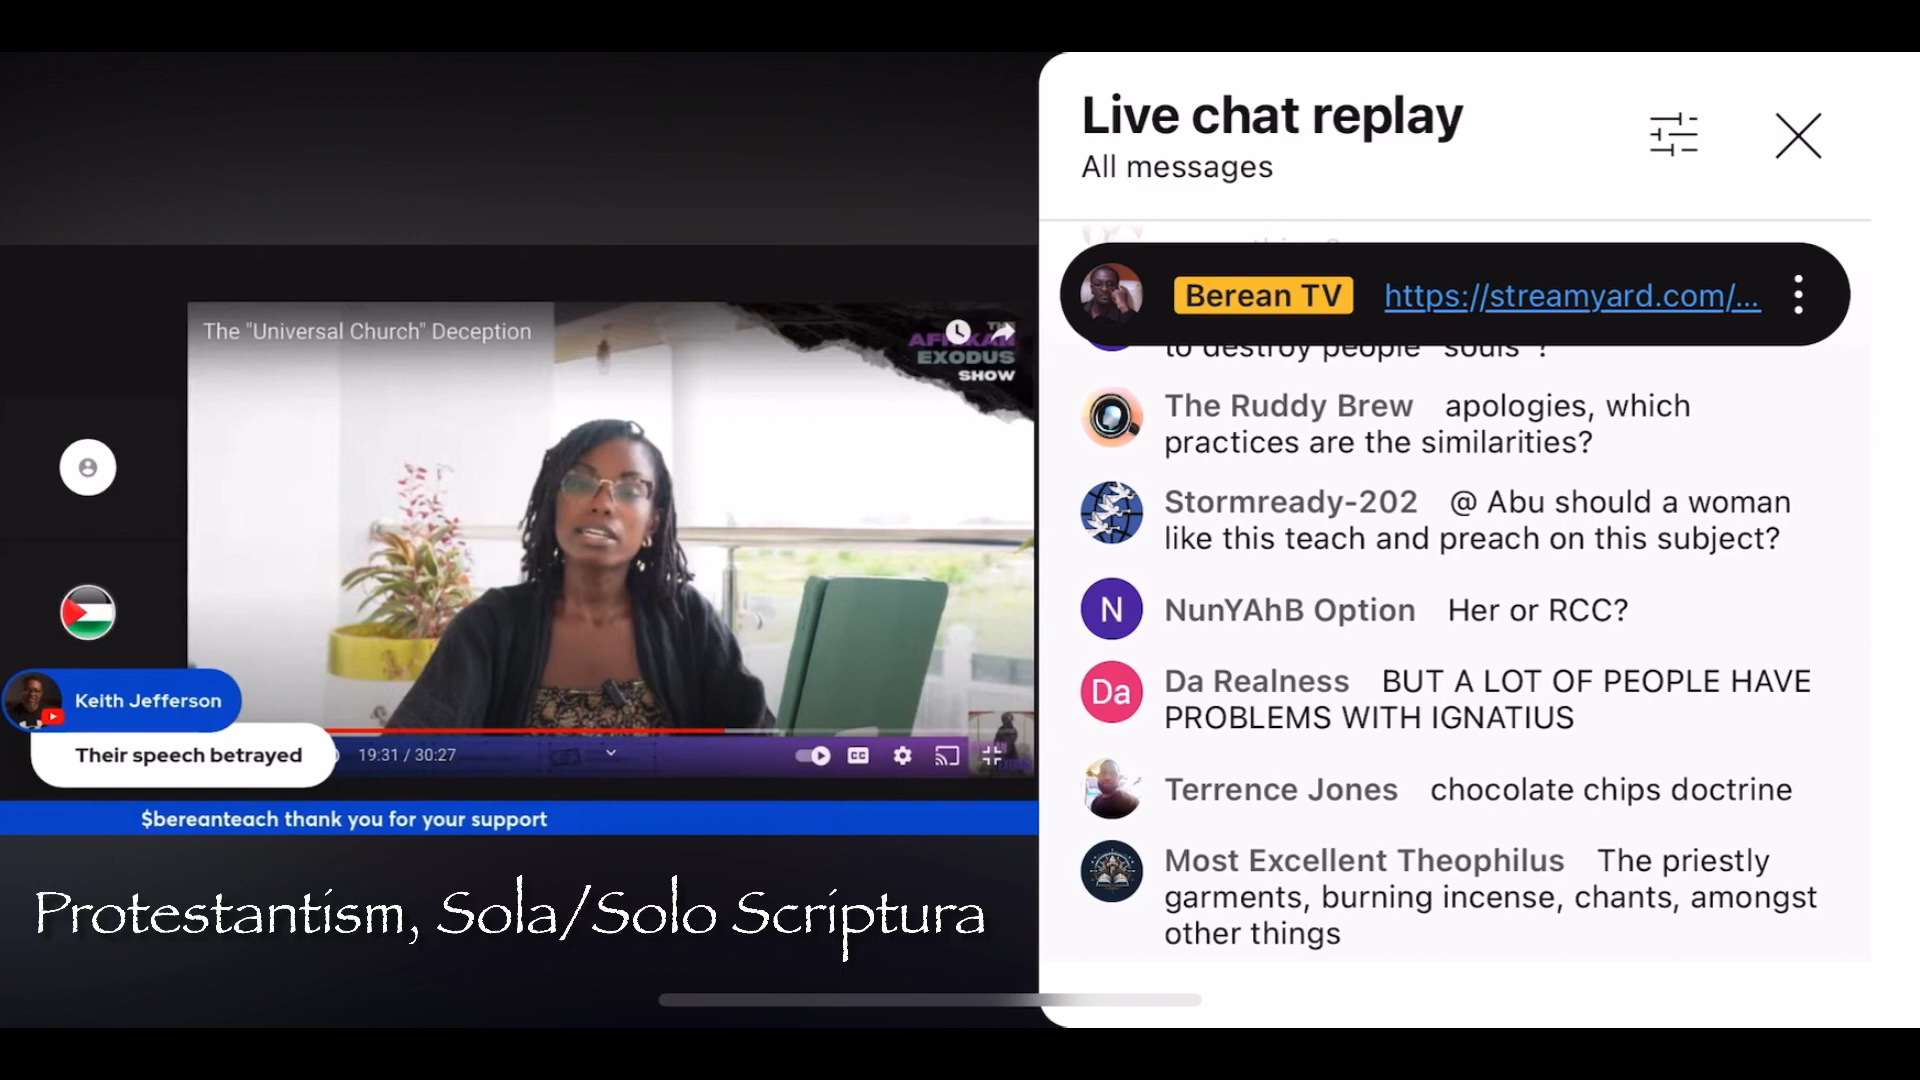 Live chat replay
All messages
Berean TV https://streamyard.com/...
to destroy people "souls"?
The Ruddy Brew apologies, which
practices are the similarities?
Stormready-202 @ Abu should a woman
like this teach and preach on this subject?
N NunYAhB Option Her or RCC?
Da Da Realness BUT A LOT OF PEOPLE HAVE
PROBLEMS WITH IGNATIUS
Terrence Jones chocolate chips doctrine
Most Excellent Theophilus The priestly
garments, burning incense, chants, amongst
other things
The "Universal Church" Deception
EXODUS
SHOW
Keith Jefferson
Their speech betrayed
19:31 / 30:27
CC
$bereanteach thank you for your support
Protestantism, Sola/Solo Scriptura